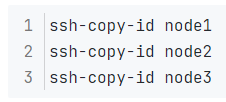 1 ssh-copy-id node1
2 ssh-copy-id node2
3 ssh-copy-id node3